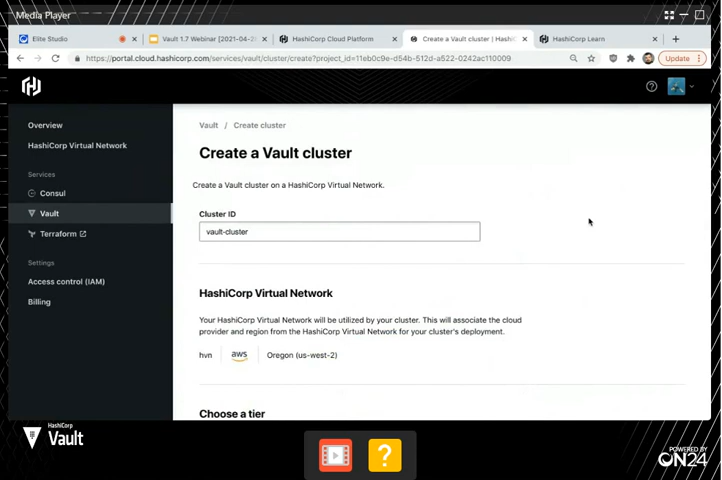 Media Player
Elite Studio
Vault 1.7 Webinar [2021-04-2
HashiCorp Cloud Platform
Create a Vault cluster | Hashi
HashiCorp Learn
https://portal.cloud.hashicorp.com/services/vault/cluster/create?project_id=11eb0c9e-d54b-512d-a522-0242ac110009
Update
Overview
HashiCorp Virtual Network
Services
Consul
Vault
Terraform
Settings
Access control (IAM)
Billing
Vault / Create cluster
Create a Vault cluster
Create a Vault cluster on a HashiCorp Virtual Network.
Cluster ID
vault-cluster
HashiCorp Virtual Network
Your HashiCorp Virtual Network will be utilized by your cluster. This will associate the cloud
provider and region from the HashiCorp Virtual Network for your cluster's deployment.
hvn aws Oregon (us-west-2)
Choose a tier
HashiCorp
Vault
?
POWERED BY
ON24